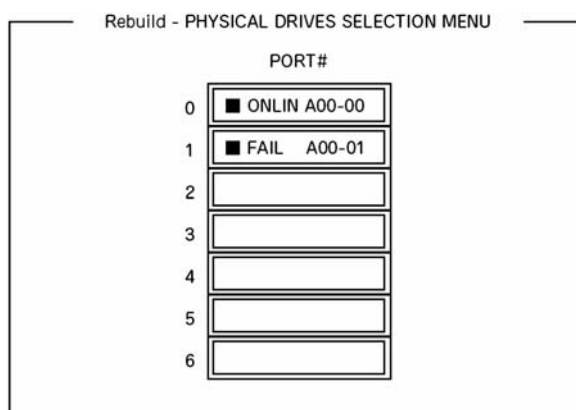 Rebuild - PHYSICAL DRIVES SELECTION MENU
PORT#
0 ■ ONLIN A00-00
1 ■ FAIL A00-01
2
3
4
5
6